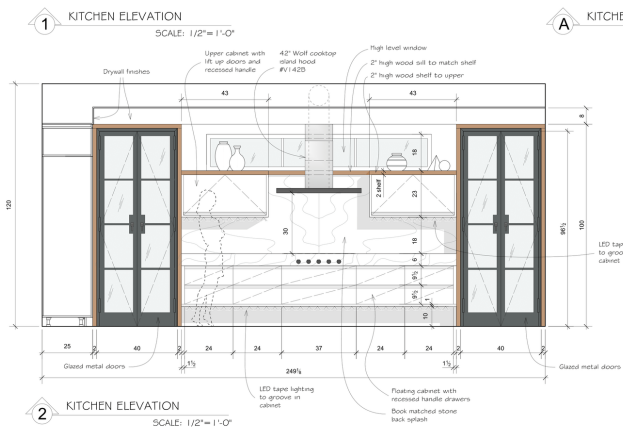 1 KITCHEN ELEVATION
SCALE: 1/2"= 1'-0"
A KITCHE
Drywall finishes
Upper cabinet with
lift up doors and
recessed handle
42" Wolf cooktop
island hood
#V142B
High level window
2" high wood sill to match shelf
2" high wood shelf to upper
43
43
8
18
2 shelf
23
120
98½
100
30
18
6
9½
9½
1
10
LED tape
to groo
cabinet
25
2
40
2
24
24
37
24
24
2
40
2
1½
1½
249⅞
Glazed metal doors
LED tape lighting
to groove in
cabinet
Floating cabinet with
recessed handle drawers
Book matched stone
back splash
Glazed metal doors
2 KITCHEN ELEVATION
SCALE: 1/2"= 1'-0"